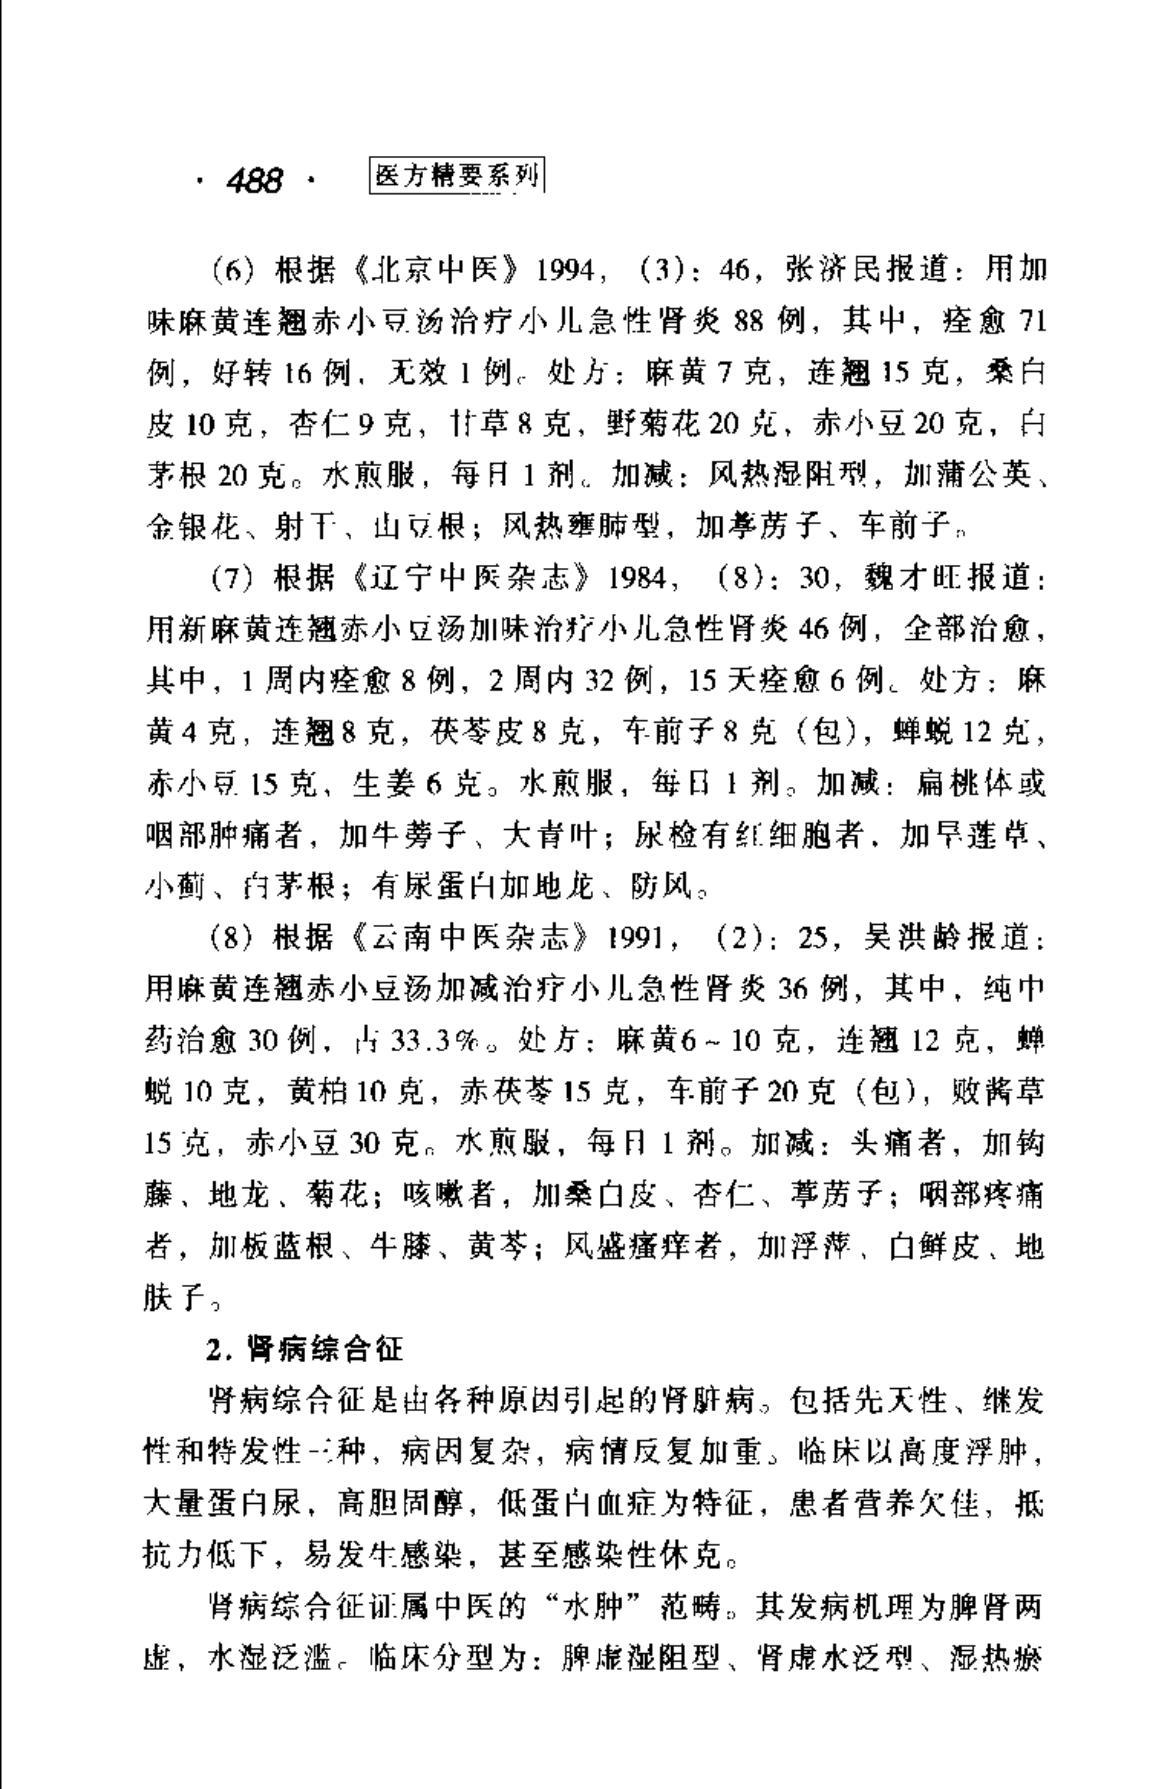 · 488 · 医方精要系列
(6) 根据《北京中医》1994, (3): 46, 张济民报道: 用加
味麻黄连翘赤小豆汤治疗小儿急性肾炎 88 例, 其中, 痊愈 71
例, 好转 16 例, 无效 1 例。处方: 麻黄 7 克, 连翘 15 克, 桑白
皮 10 克, 杏仁 9 克, 甘草 8 克, 野菊花 20 克, 赤小豆 20 克, 白
茅根 20 克。水煎服, 每日 1 剂。加减: 风热湿阻型, 加蒲公英、
金银花、射干、山豆根; 风热壅肺型, 加葶苈子、车前子。
(7) 根据《辽宁中医杂志》1984, (8): 30, 魏才旺报道:
用新麻黄连翘赤小豆汤加味治疗小儿急性肾炎 46 例, 全部治愈,
其中, 1 周内痊愈 8 例, 2 周内 32 例, 15 天痊愈 6 例。处方: 麻
黄 4 克, 连翘 8 克, 茯苓皮 8 克, 车前子 8 克 (包), 蝉蜕 12 克,
赤小豆 15 克, 生姜 6 克。水煎服, 每日 1 剂。加减: 扁桃体或
咽部肿痛者, 加牛蒡子、大青叶; 尿检有红细胞者, 加旱莲草、
小蓟、白茅根; 有尿蛋白加地龙、防风。
(8) 根据《云南中医杂志》1991, (2): 25, 吴洪龄报道:
用麻黄连翘赤小豆汤加减治疗小儿急性肾炎 36 例, 其中, 纯中
药治愈 30 例, 占 33.3%。处方: 麻黄 6~10 克, 连翘 12 克, 蝉
蜕 10 克, 黄柏 10 克, 赤茯苓 15 克, 车前子 20 克 (包), 败酱草
15 克, 赤小豆 30 克。水煎服, 每日 1 剂。加减: 头痛者, 加钩
藤、地龙、菊花; 咳嗽者, 加桑白皮、杏仁、葶苈子; 咽部疼痛
者, 加板蓝根、牛膝、黄芩; 风盛瘙痒者, 加浮萍、白鲜皮、地
肤子。
2. 肾病综合征
肾病综合征是由各种原因引起的肾脏病。包括先天性、继发
性和特发性三种, 病因复杂, 病情反复加重。临床以高度浮肿,
大量蛋白尿, 高胆固醇, 低蛋白血症为特征, 患者营养欠佳, 抵
抗力低下, 易发生感染, 甚至感染性休克。
肾病综合征证属中医的“水肿”范畴。其发病机理为脾肾两
虚, 水湿泛滥。临床分型为: 脾虚湿阻型、肾虚水泛型、湿热瘀